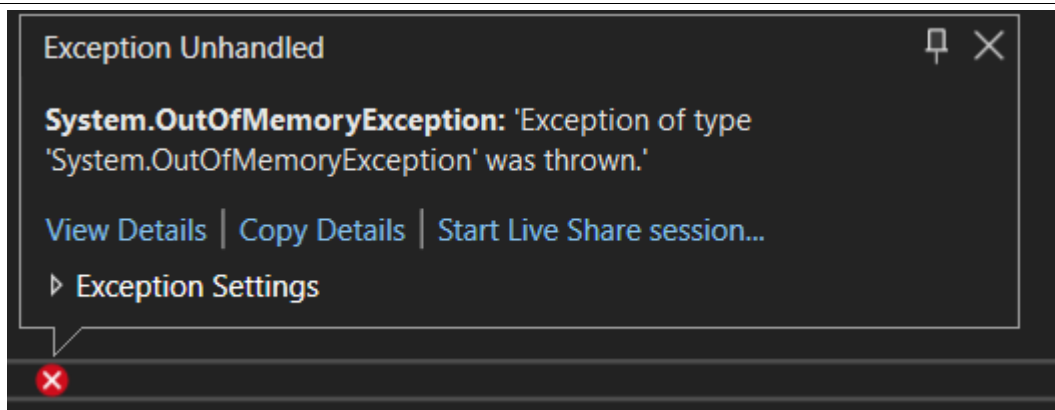 Exception Unhandled
System.OutOfMemoryException: 'Exception of type
'System.OutOfMemoryException' was thrown.'
View Details | Copy Details | Start Live Share session...
Exception Settings